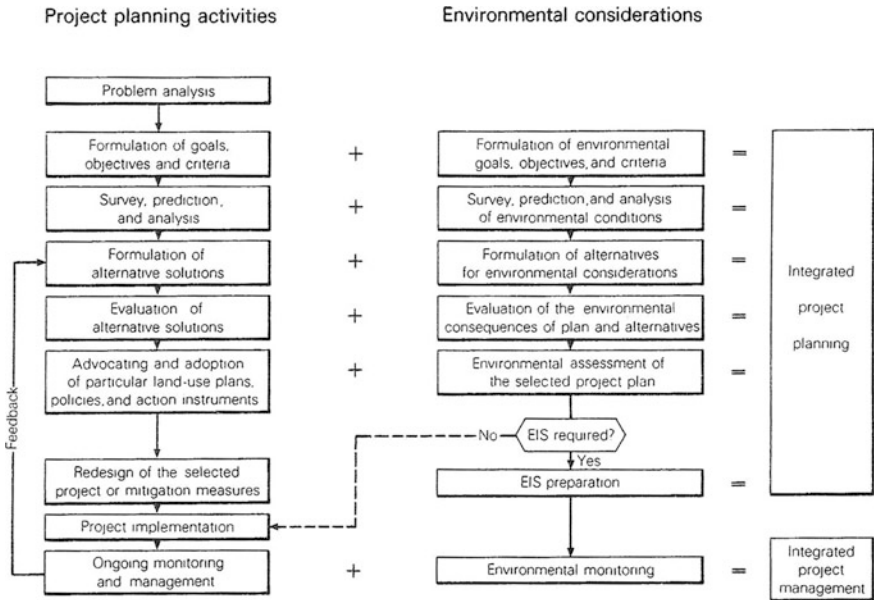 Project planning activities
Environmental considerations
Problem analysis
Formulation of goals,
objectives and criteria
+
Formulation of environmental
goals, objectives, and criteria
=
Survey, prediction,
and analysis
+
Survey, prediction, and analysis
of environmental conditions
=
Formulation of
alternative solutions
+
Formulation of alternatives
for environmental considerations
=
Evaluation of
alternative solutions
+
Evaluation of the environmental
consequences of plan and alternatives
=
Advocating and adoption
of particular land-use plans,
policies, and action instruments
+
Environmental assessment of
the selected project plan
=
Integrated
project
planning
Feedback
No
EIS required?
Yes
Redesign of the selected
project or mitigation measures
EIS preparation
=
Project implementation
Ongoing monitoring
and management
+
Environmental monitoring
=
Integrated
project
management